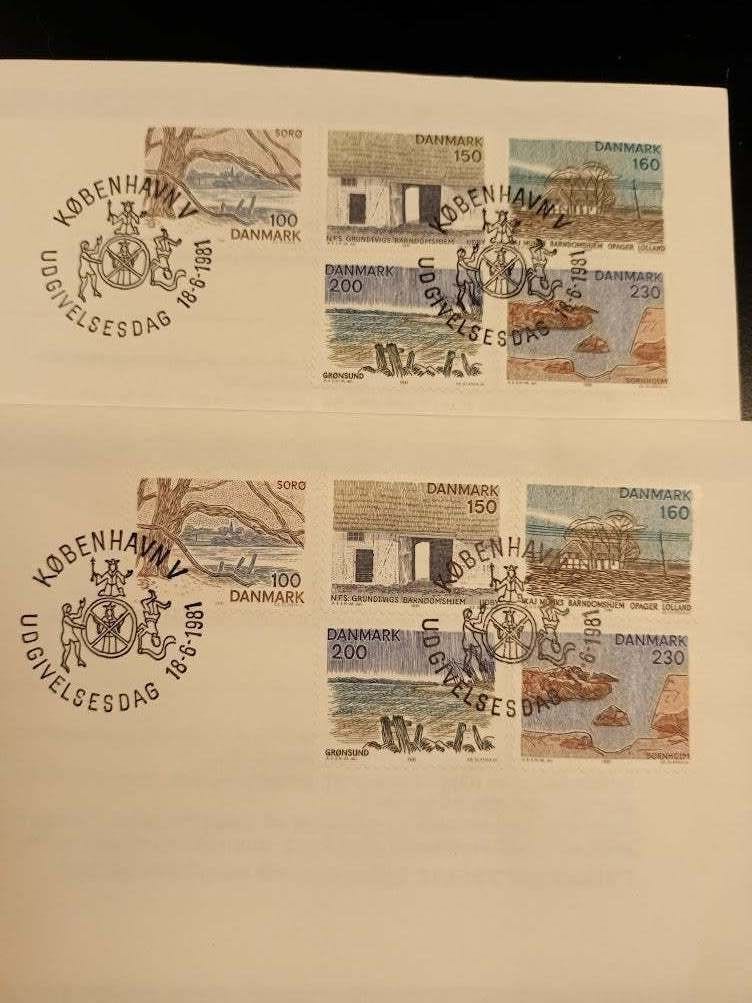 SORØ
100
DANMARK
KØBENHAVN V
UDGIVELSESDAG 18-6-1981
DANMARK
150
N.F.S. GRUNDTVIGS BARNDOMSHJEM UDBY
DANMARK
160
MUNKS BARNDOMSHJEM OPAGER LOLLAND
DANMARK
200
GRØNSUND
230
BORNHOLM
KØBENHAVN V
UDGIVELSESDAG 18-6-1981
SORØ
100
DANMARK
KØBENHAVN V
UDGIVELSESDAG 18-6-1981
DANMARK
150
N.F.S. GRUNDTVIGS BARNDOMSHJEM UDBY
DANMARK
160
KAJ MUNKS BARNDOMSHJEM OPAGER LOLLAND
DANMARK
200
GRØNSUND
DANMARK
230
BORNHOLM
KØBENHAVN V
UDGIVELSESDAG 18-6-1981